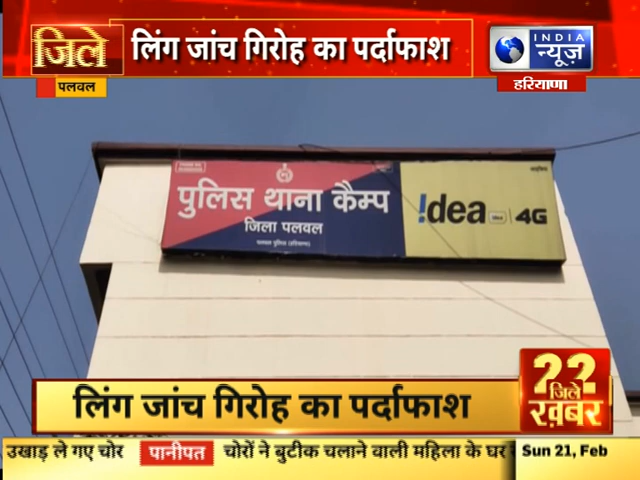 जिले
लिंग जांच गिरोह का पर्दाफाश
INDIA
न्यूज़
हरियाणा
पलवल
पुलिस थाना कैम्प
जिला पलवल
!dea
4G
लिंग जांच गिरोह का पर्दाफाश
22
जिले
ख़बर
उखाड़ ले गए चोर
पानीपत
चोरों ने बुटीक चलाने वाली महिला के घर
Sun 21, Feb